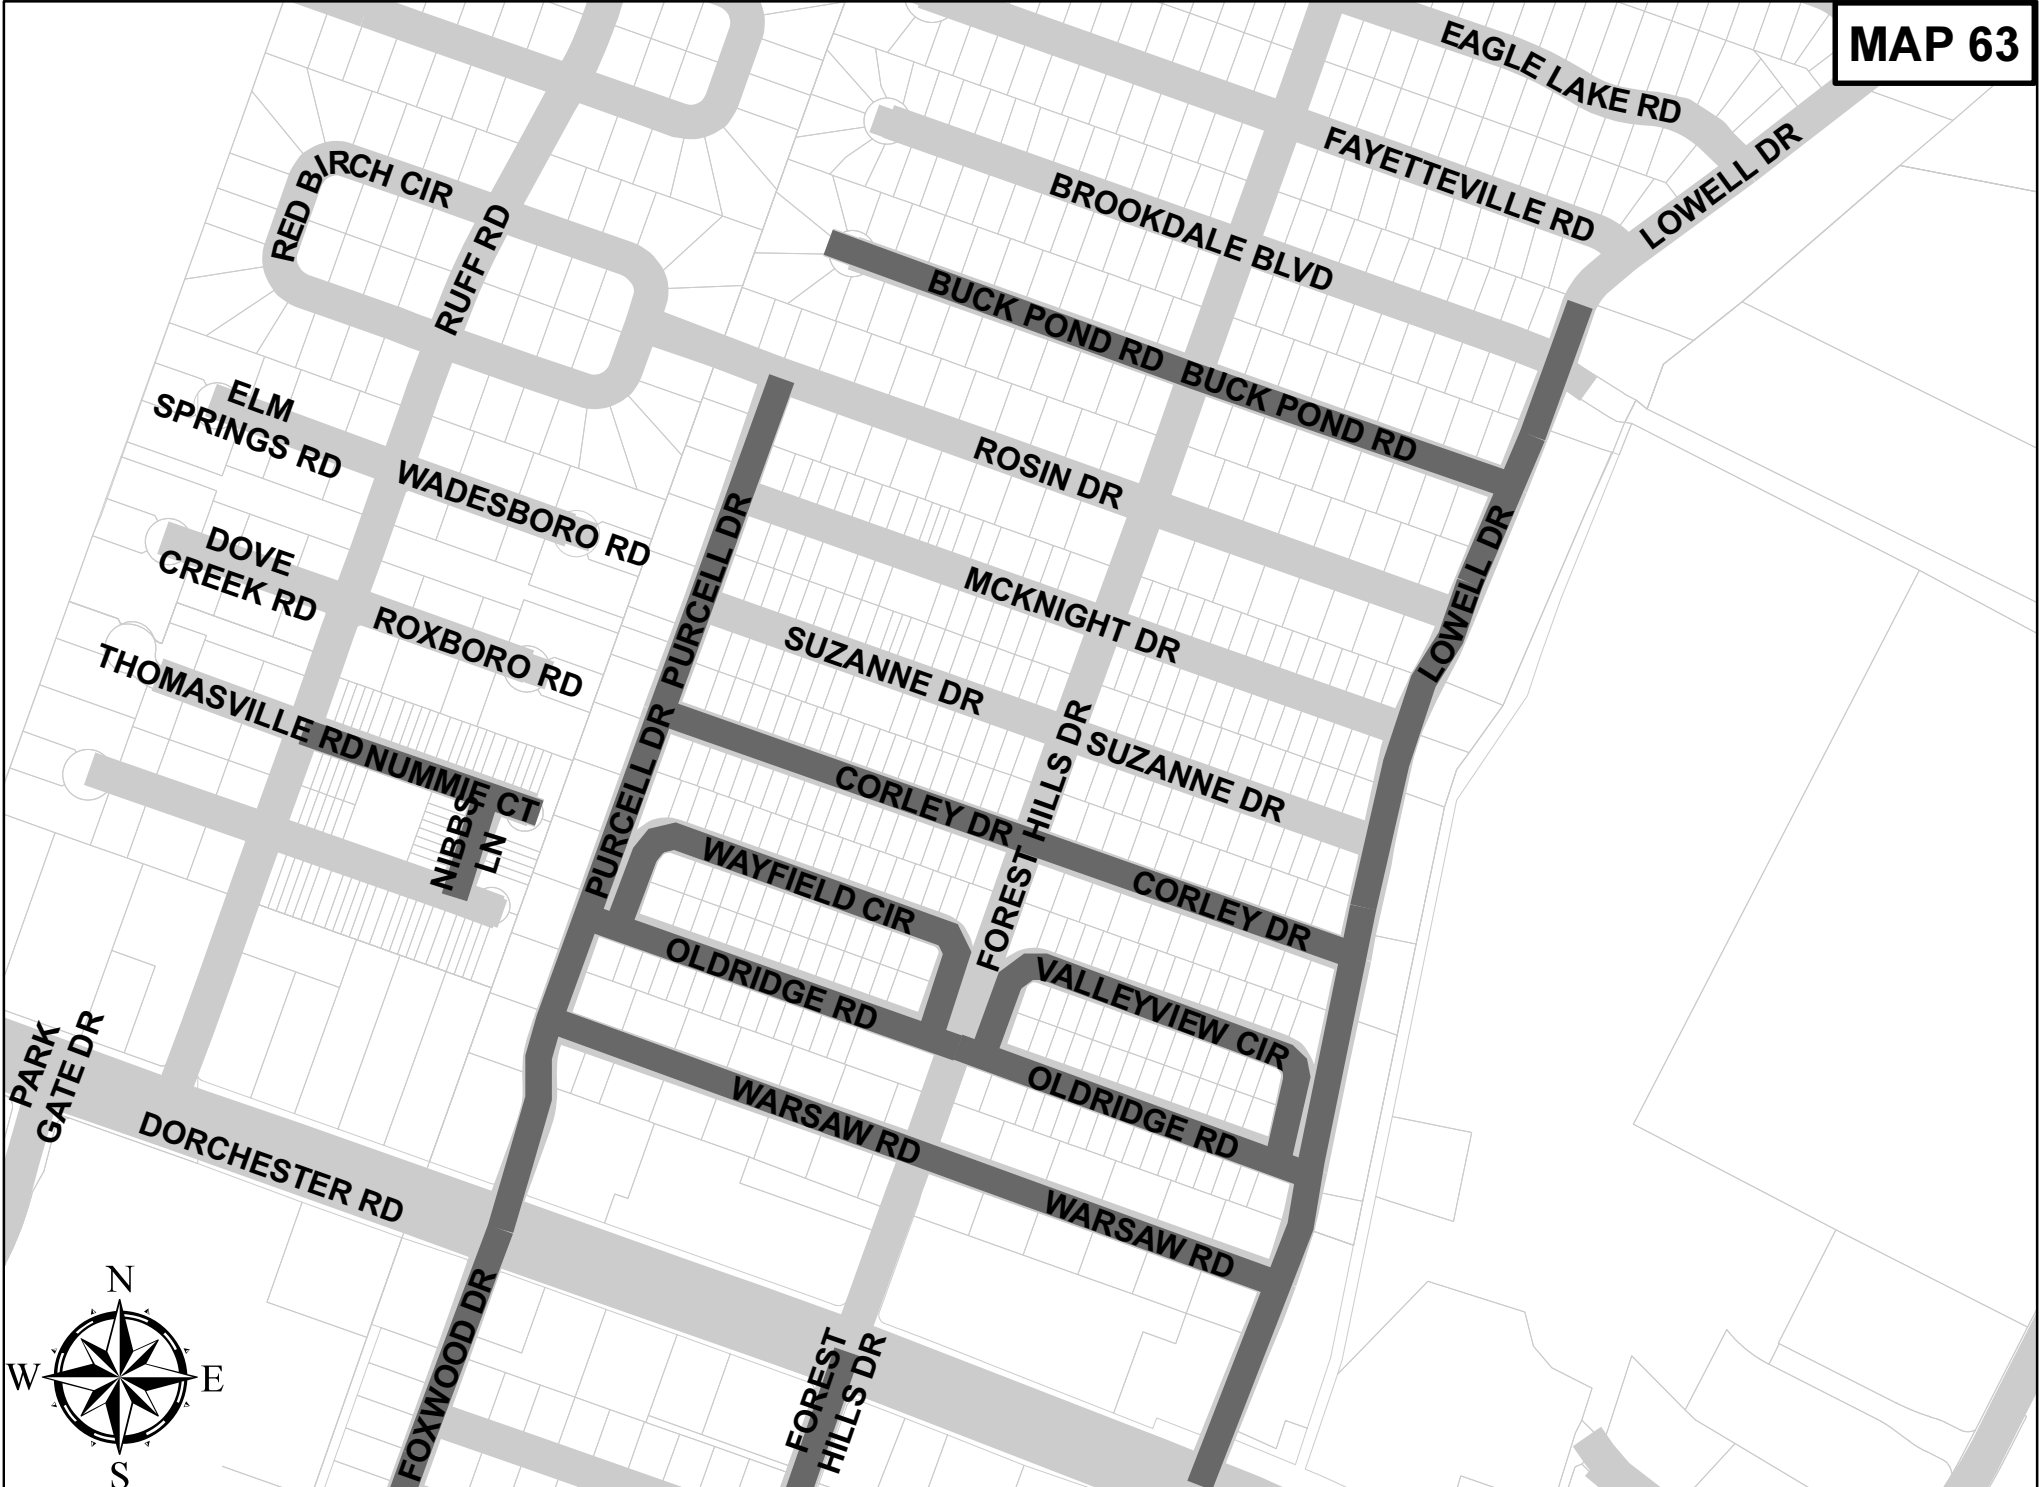 MAP 63
EAGLE LAKE RD
FAYETTEVILLE RD
LOWELL DR
RED BIRCH CIR
BROOKDALE BLVD
RUFF RD
BUCK POND RD
BUCK POND RD
ELM
SPRINGS RD
WADESBORO RD
ROSIN DR
PURCELL DR
LOWELL DR
DOVE
CREEK RD
MCKNIGHT DR
ROXBORO RD
SUZANNE DR
THOMASVILLE RD
NUMMIE CT
PURCELL DR
FOREST HILLS DR
SUZANNE DR
CORLEY DR
NIBBS
LN
WAYFIELD CIR
CORLEY DR
OLDRIDGE RD
VALLEYVIEW CIR
PARK
GATE DR
OLDRIDGE RD
WARSAW RD
DORCHESTER RD
WARSAW RD
FOXWOOD DR
FOREST
HILLS DR
N
W
E
S